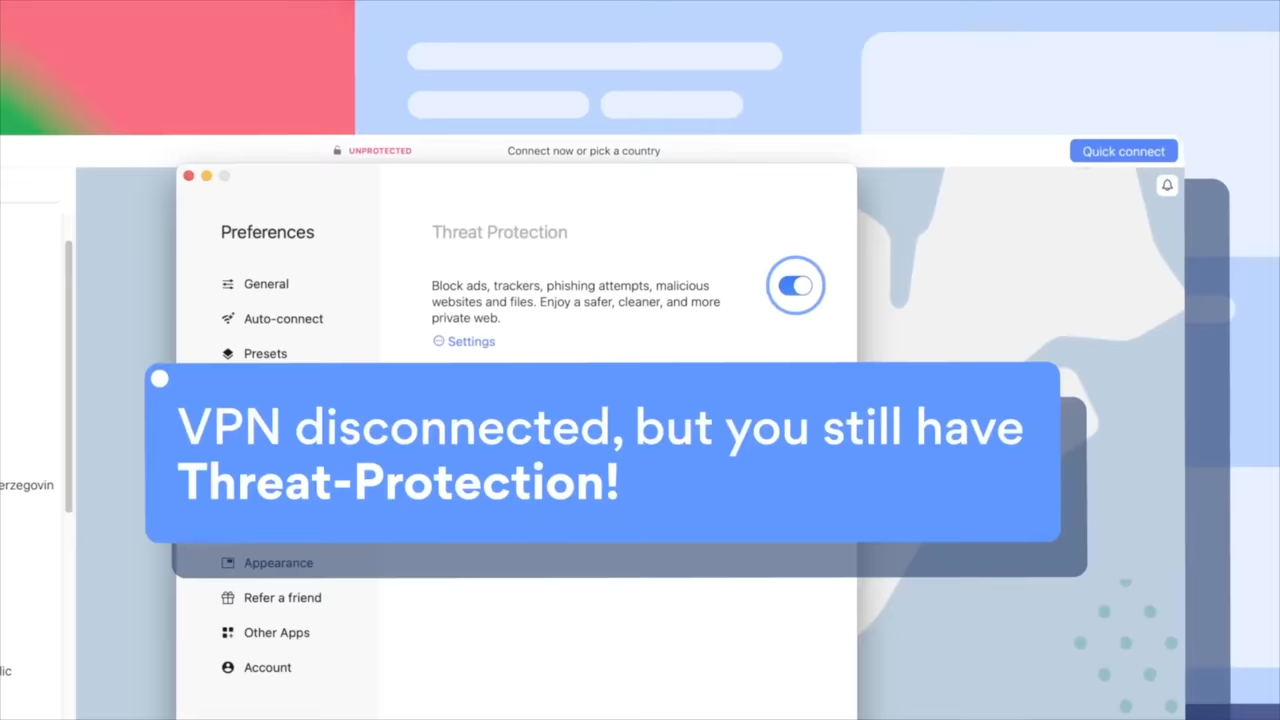 UNPROTECTED
Connect now or pick a country
Quick connect
Preferences
Threat Protection
General
Block ads, trackers, phishing attempts, malicious
websites and files. Enjoy a safer, cleaner, and more
private web.
Auto-connect
Settings
Presets
VPN disconnected, but you still have
Threat-Protection!
erzegovin
Appearance
Refer a friend
Other Apps
Account
lic